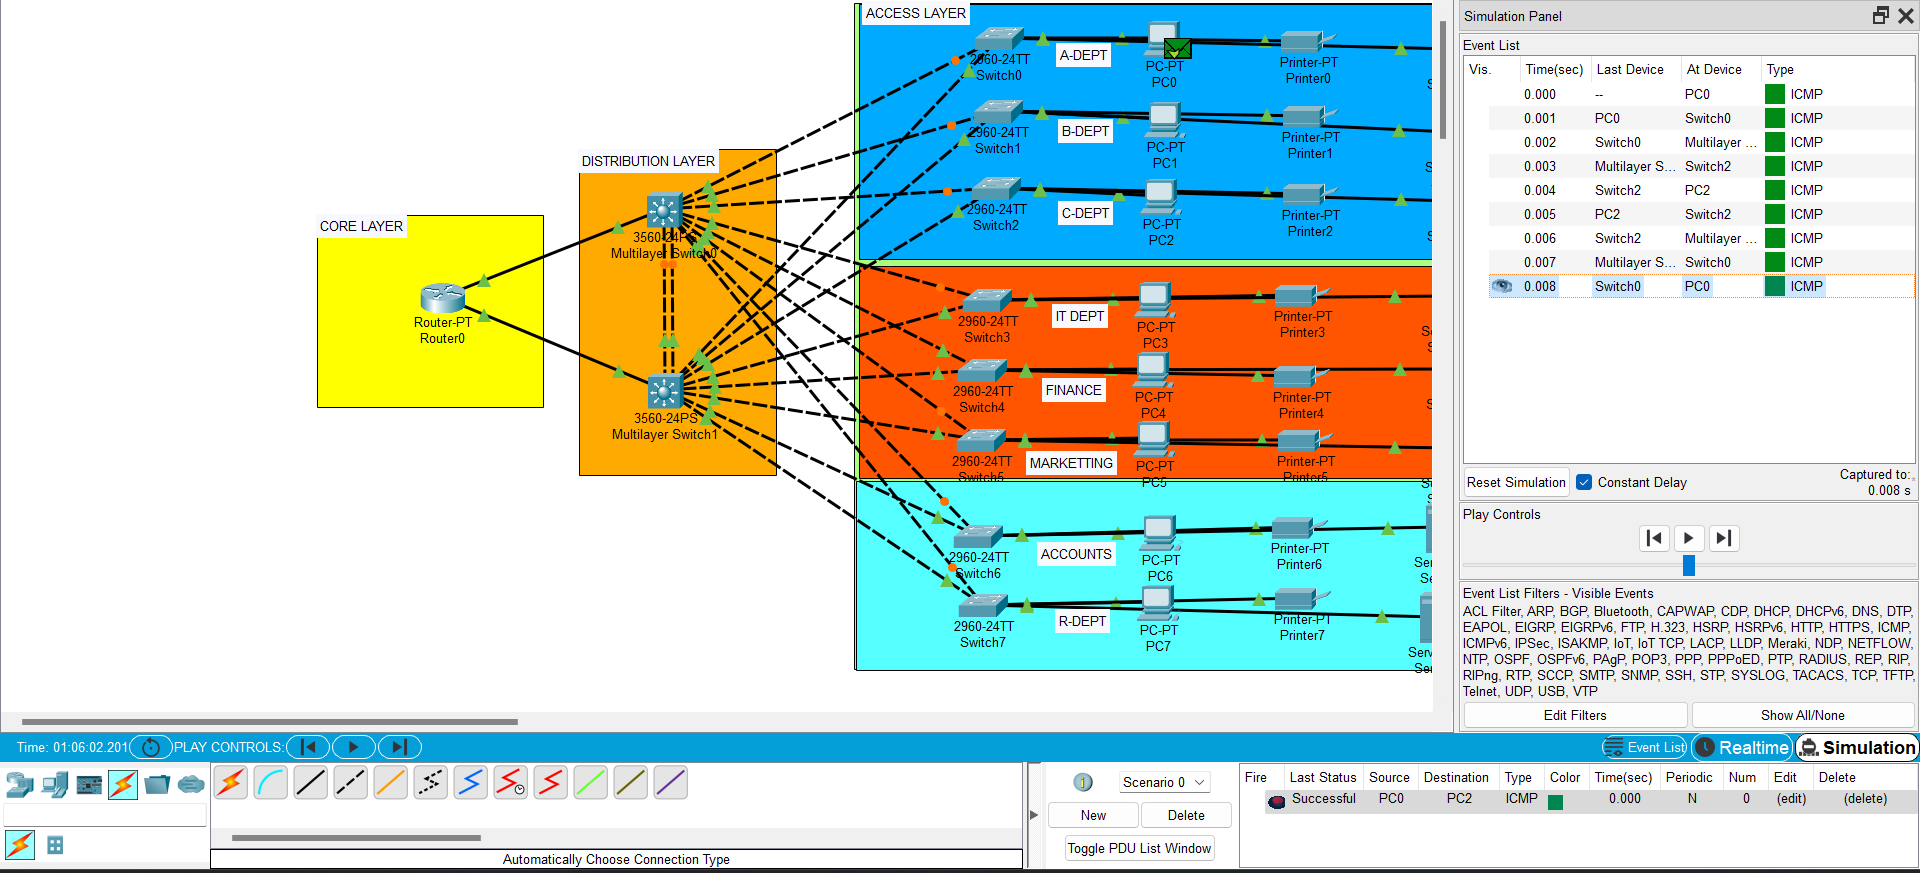 ACCESS LAYER
2960-24TT
Switch0
A-DEPT
PC-PT
PC0
Printer-PT
Printer0
2960-24TT
Switch1
B-DEPT
PC-PT
PC1
Printer-PT
Printer1
2960-24TT
Switch2
C-DEPT
PC-PT
PC2
Printer-PT
Printer2
DISTRIBUTION LAYER
3560-24PS
Multilayer Switch0
3560-24PS
Multilayer Switch1
CORE LAYER
Router-PT
Router0
2960-24TT
Switch3
IT DEPT
PC-PT
PC3
Printer-PT
Printer3
2960-24TT
Switch4
FINANCE
PC-PT
PC4
Printer-PT
Printer4
2960-24TT
Switch5
MARKETTING
PC-PT
PC5
Printer-PT
Printer5
2960-24TT
Switch6
ACCOUNTS
PC-PT
PC6
Printer-PT
Printer6
2960-24TT
Switch7
R-DEPT
PC-PT
PC7
Printer-PT
Printer7
Simulation Panel
Event List
Vis. Time(sec) Last Device At Device Type
0.000 -- PC0 ICMP
0.001 PC0 Switch0 ICMP
0.002 Switch0 Multilayer ... ICMP
0.003 Multilayer S... Switch2 ICMP
0.004 Switch2 PC2 ICMP
0.005 PC2 Switch2 ICMP
0.006 Switch2 Multilayer ... ICMP
0.007 Multilayer S... Switch0 ICMP
0.008 Switch0 PC0 ICMP
Reset Simulation Constant Delay
Captured to:
0.008 s
Play Controls
Event List Filters - Visible Events
ACL Filter, ARP, BGP, Bluetooth, CAPWAP, CDP, DHCP, DHCPv6, DNS, DTP,
EAPOL, EIGRP, EIGRPv6, FTP, H.323, HSRP, HSRPv6, HTTP, HTTPS, ICMP,
ICMPv6, IPSec, ISAKMP, IoT, IoT TCP, LACP, LLDP, Meraki, NDP, NETFLOW,
NTP, OSPF, OSPFv6, PAgP, POP3, PPP, PPPoED, PTP, RADIUS, REP, RIP,
RIPng, RTP, SCCP, SMTP, SNMP, SSH, STP, SYSLOG, TACACS, TCP, TFTP,
Telnet, UDP, USB, VTP
Edit Filters Show All/None
Time: 01:06:02.201 PLAY CONTROLS:
Event List Realtime Simulation
Automatically Choose Connection Type
Scenario 0
New Delete
Toggle PDU List Window
Fire Last Status Source Destination Type Color Time(sec) Periodic Num Edit Delete
Successful PC0 PC2 ICMP 0.000 N 0 (edit) (delete)